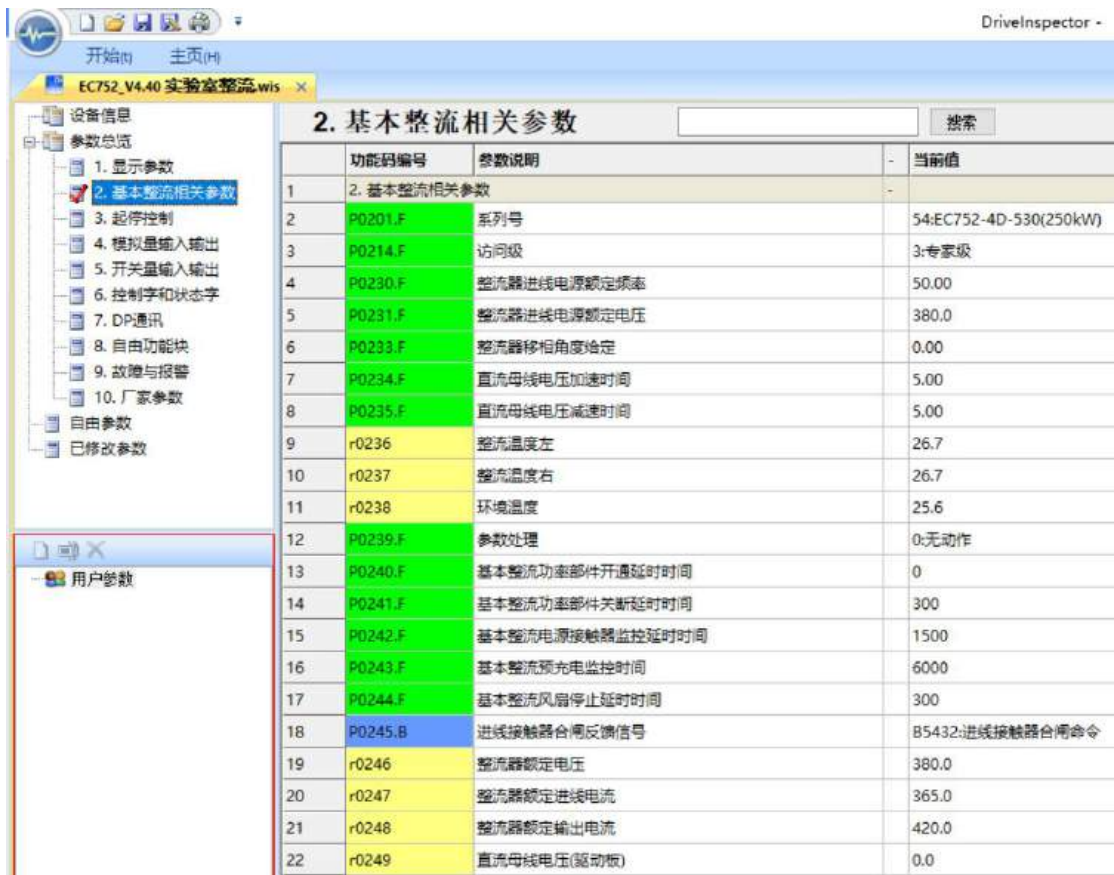 DriveInspector -
开始(t) 主页(H)
EC752_V4.40 实验室整流.wis ×
设备信息
参数总览
1. 显示参数
2. 基本整流相关参数
3. 起停控制
4. 模拟量输入输出
5. 开关量输入输出
6. 控制字和状态字
7. DP通讯
8. 自由功能块
9. 故障与报警
10. 厂家参数
自由参数
已修改参数
用户参数
2. 基本整流相关参数 搜索
功能码编号 参数说明 - 当前值
1 2. 基本整流相关参数 -
2 P0201.F 系列号 54:EC752-4D-530(250kW)
3 P0214.F 访问级 3:专家级
4 P0230.F 整流器进线电源额定频率 50.00
5 P0231.F 整流器进线电源额定电压 380.0
6 P0233.F 整流器移相角度给定 0.00
7 P0234.F 直流母线电压加速时间 5.00
8 P0235.F 直流母线电压减速时间 5.00
9 r0236 整流温度左 26.7
10 r0237 整流温度右 26.7
11 r0238 环境温度 25.6
12 P0239.F 参数处理 0:无动作
13 P0240.F 基本整流功率部件开通延时时间 0
14 P0241.F 基本整流功率部件关断延时时间 300
15 P0242.F 基本整流电源接触器监控延时时间 1500
16 P0243.F 基本整流预充电监控时间 6000
17 P0244.F 基本整流风扇停止延时时间 300
18 P0245.B 进线接触器合闸反馈信号 B5432:进线接触器合闸命令
19 r0246 整流器额定电压 380.0
20 r0247 整流器额定进线电流 365.0
21 r0248 整流器额定输出电流 420.0
22 r0249 直流母线电压(驱动板) 0.0